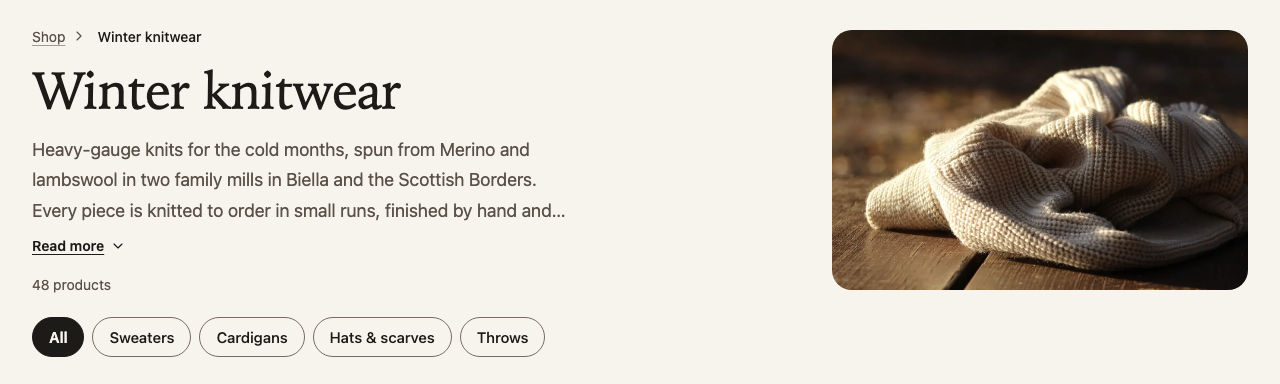 Shop > Winter knitwear
Winter knitwear
Heavy-gauge knits for the cold months, spun from Merino and
lambswool in two family mills in Biella and the Scottish Borders.
Every piece is knitted to order in small runs, finished by hand and...
Read more
48 products
All Sweaters Cardigans Hats & scarves Throws